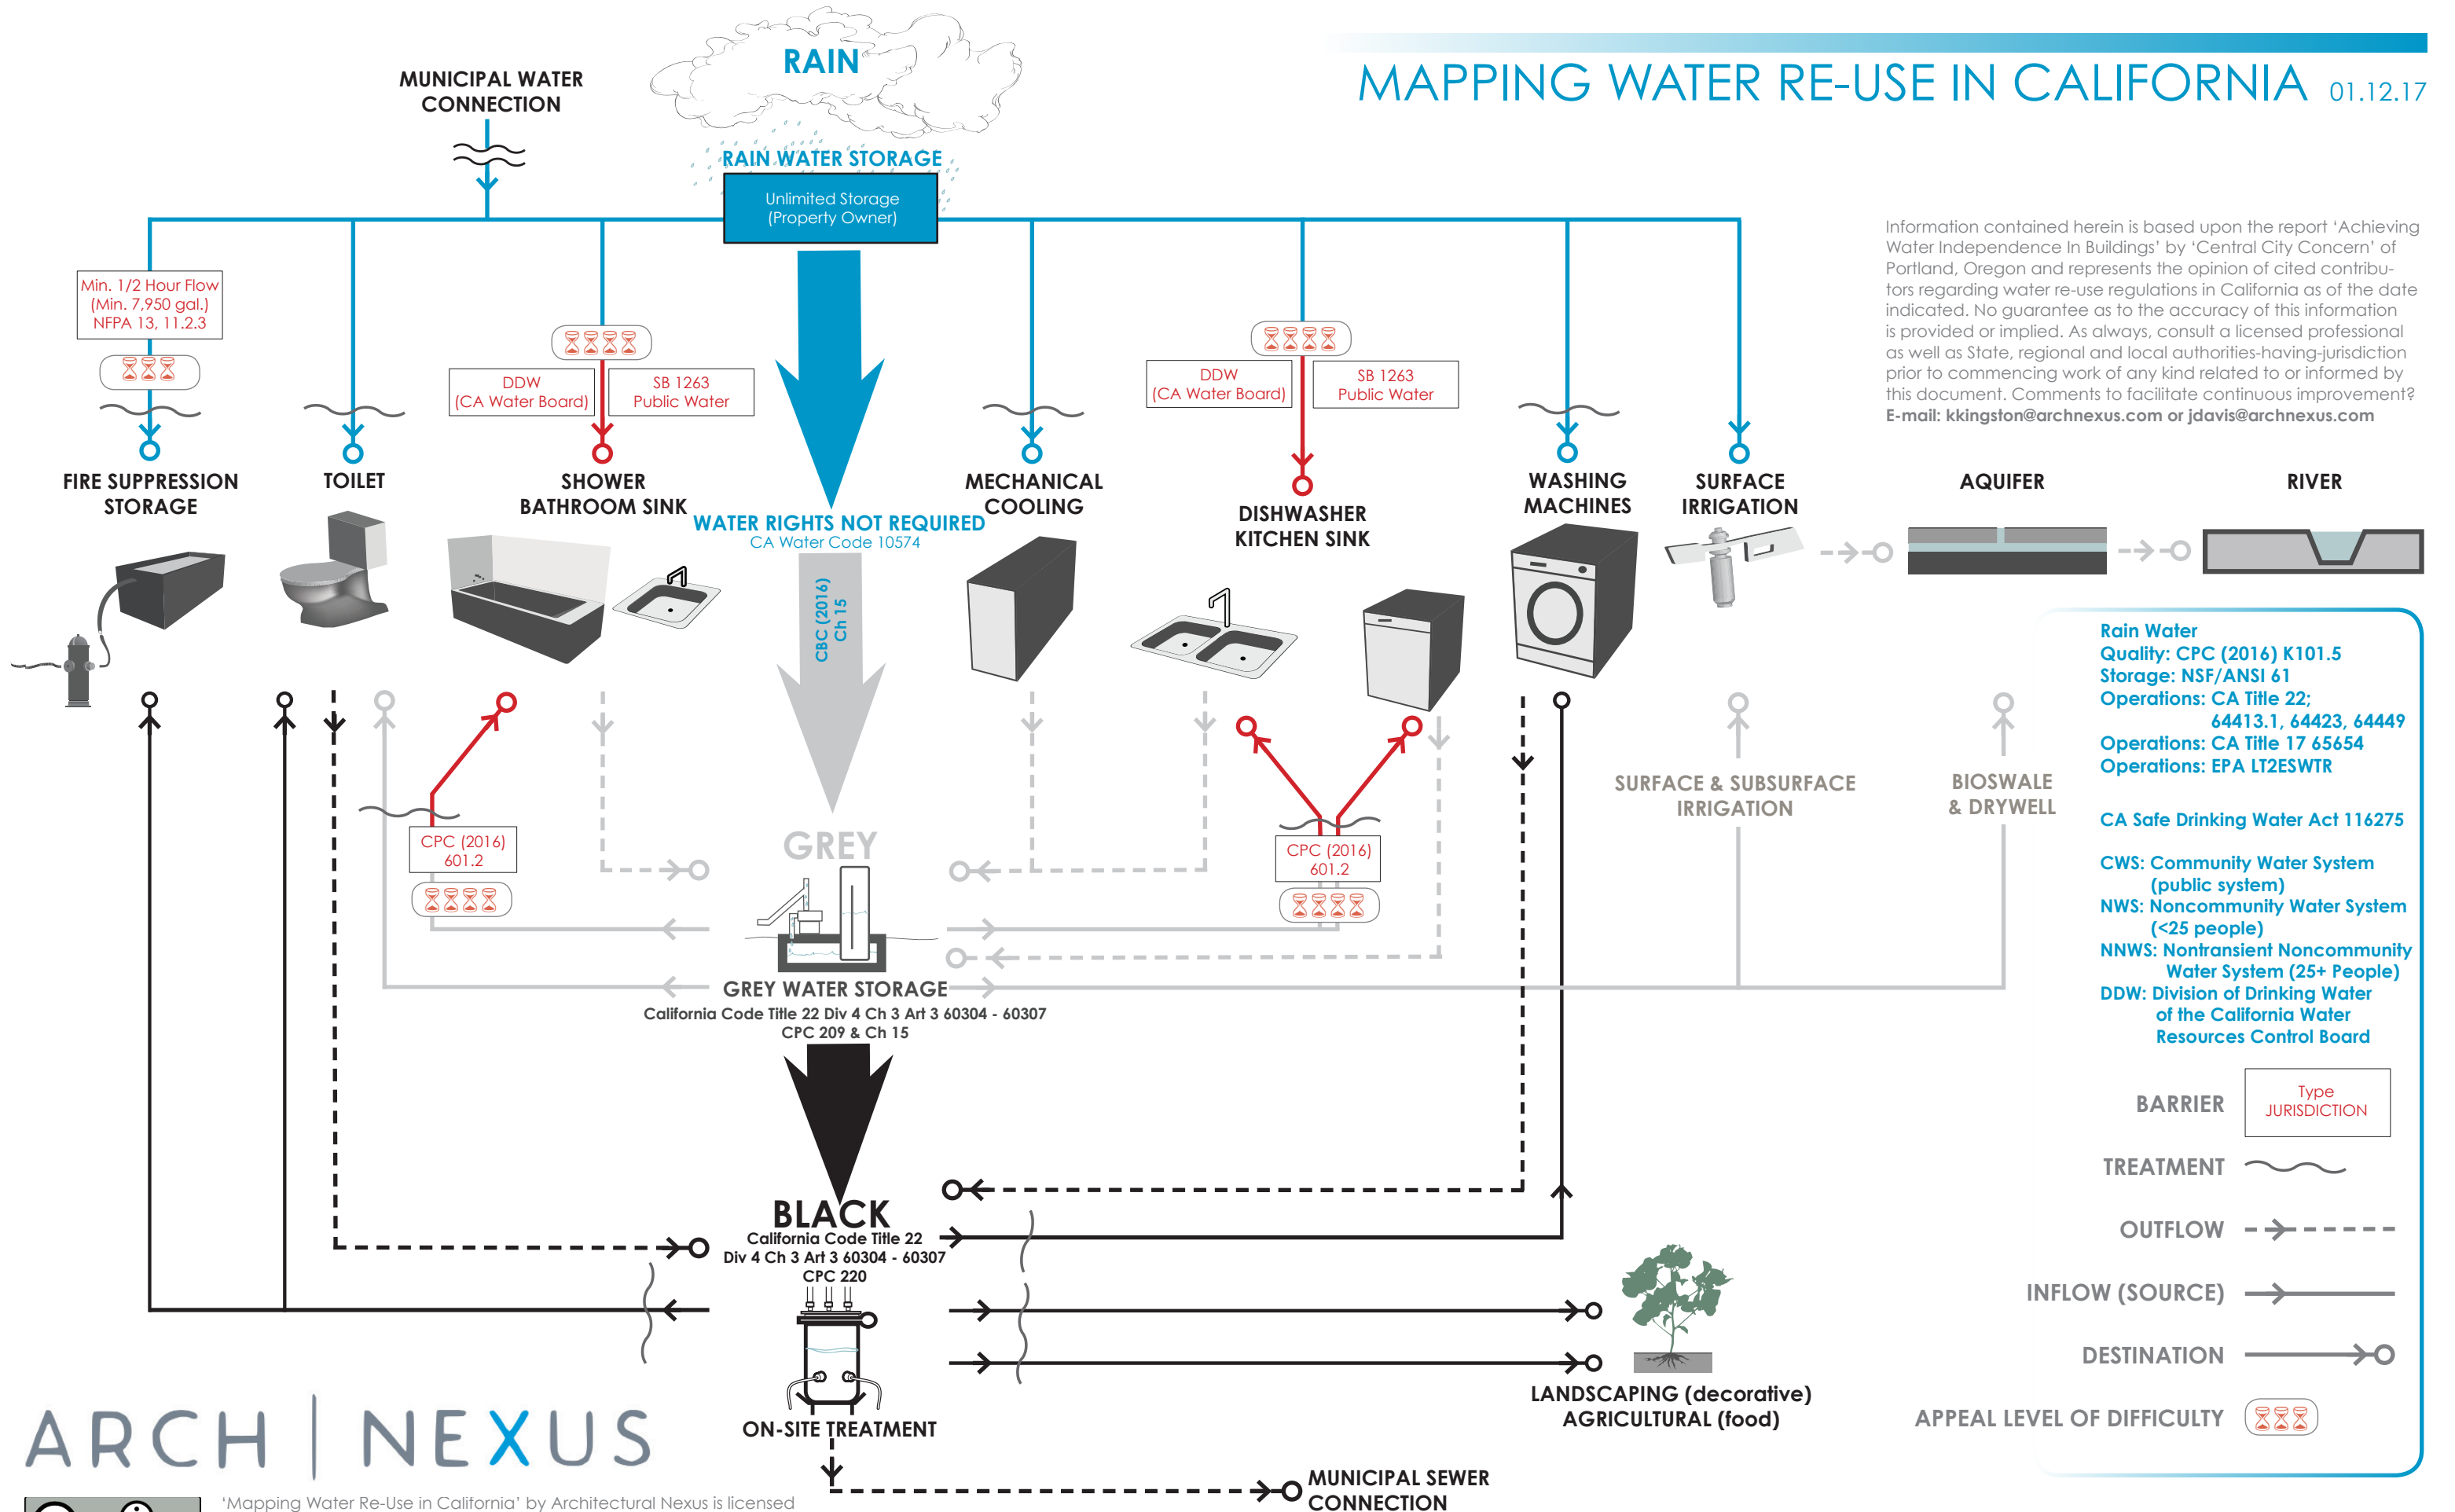 MAPPING WATER RE-USE IN CALIFORNIA 01.12.17
RAIN
MUNICIPAL WATER
CONNECTION
RAIN WATER STORAGE
Unlimited Storage
(Property Owner)
Information contained herein is based upon the report 'Achieving
Water Independence In Buildings' by 'Central City Concern' of
Portland, Oregon and represents the opinion of cited contribu-
tors regarding water re-use regulations in California as of the date
indicated. No guarantee as to the accuracy of this information
is provided or implied. As always, consult a licensed professional
as well as State, regional and local authorities-having-jurisdiction
prior to commencing work of any kind related to or informed by
this document. Comments to facilitate continuous improvement?
E-mail: kkingston@archnexus.com or jdavis@archnexus.com
Min. 1/2 Hour Flow
(Min. 7,950 gal.)
NFPA 13, 11.2.3
DDW
(CA Water Board)
SB 1263
Public Water
DDW
(CA Water Board)
SB 1263
Public Water
FIRE SUPPRESSION
STORAGE
TOILET
SHOWER
BATHROOM SINK
WATER RIGHTS NOT REQUIRED
CA Water Code 10574
MECHANICAL
COOLING
DISHWASHER
KITCHEN SINK
WASHING
MACHINES
SURFACE
IRRIGATION
AQUIFER
RIVER
CBC (2016)
Ch 15
CPC (2016)
601.2
GREY
CPC (2016)
601.2
SURFACE & SUBSURFACE
IRRIGATION
BIOSWALE
& DRYWELL
GREY WATER STORAGE
California Code Title 22 Div 4 Ch 3 Art 3 60304 - 60307
CPC 209 & Ch 15
BLACK
California Code Title 22
Div 4 Ch 3 Art 3 60304 - 60307
CPC 220
ON-SITE TREATMENT
LANDSCAPING (decorative)
AGRICULTURAL (food)
MUNICIPAL SEWER
CONNECTION
Rain Water
Quality: CPC (2016) K101.5
Storage: NSF/ANSI 61
Operations: CA Title 22;
64413.1, 64423, 64449
Operations: CA Title 17 65654
Operations: EPA LT2ESWTR
CA Safe Drinking Water Act 116275
CWS: Community Water System
(public system)
NWS: Noncommunity Water System
(<25 people)
NNWS: Nontransient Noncommunity
Water System (25+ People)
DDW: Division of Drinking Water
of the California Water
Resources Control Board
BARRIER
Type
JURISDICTION
TREATMENT
OUTFLOW
INFLOW (SOURCE)
DESTINATION
APPEAL LEVEL OF DIFFICULTY
ARCH | NEXUS
'Mapping Water Re-Use in California' by Architectural Nexus is licensed